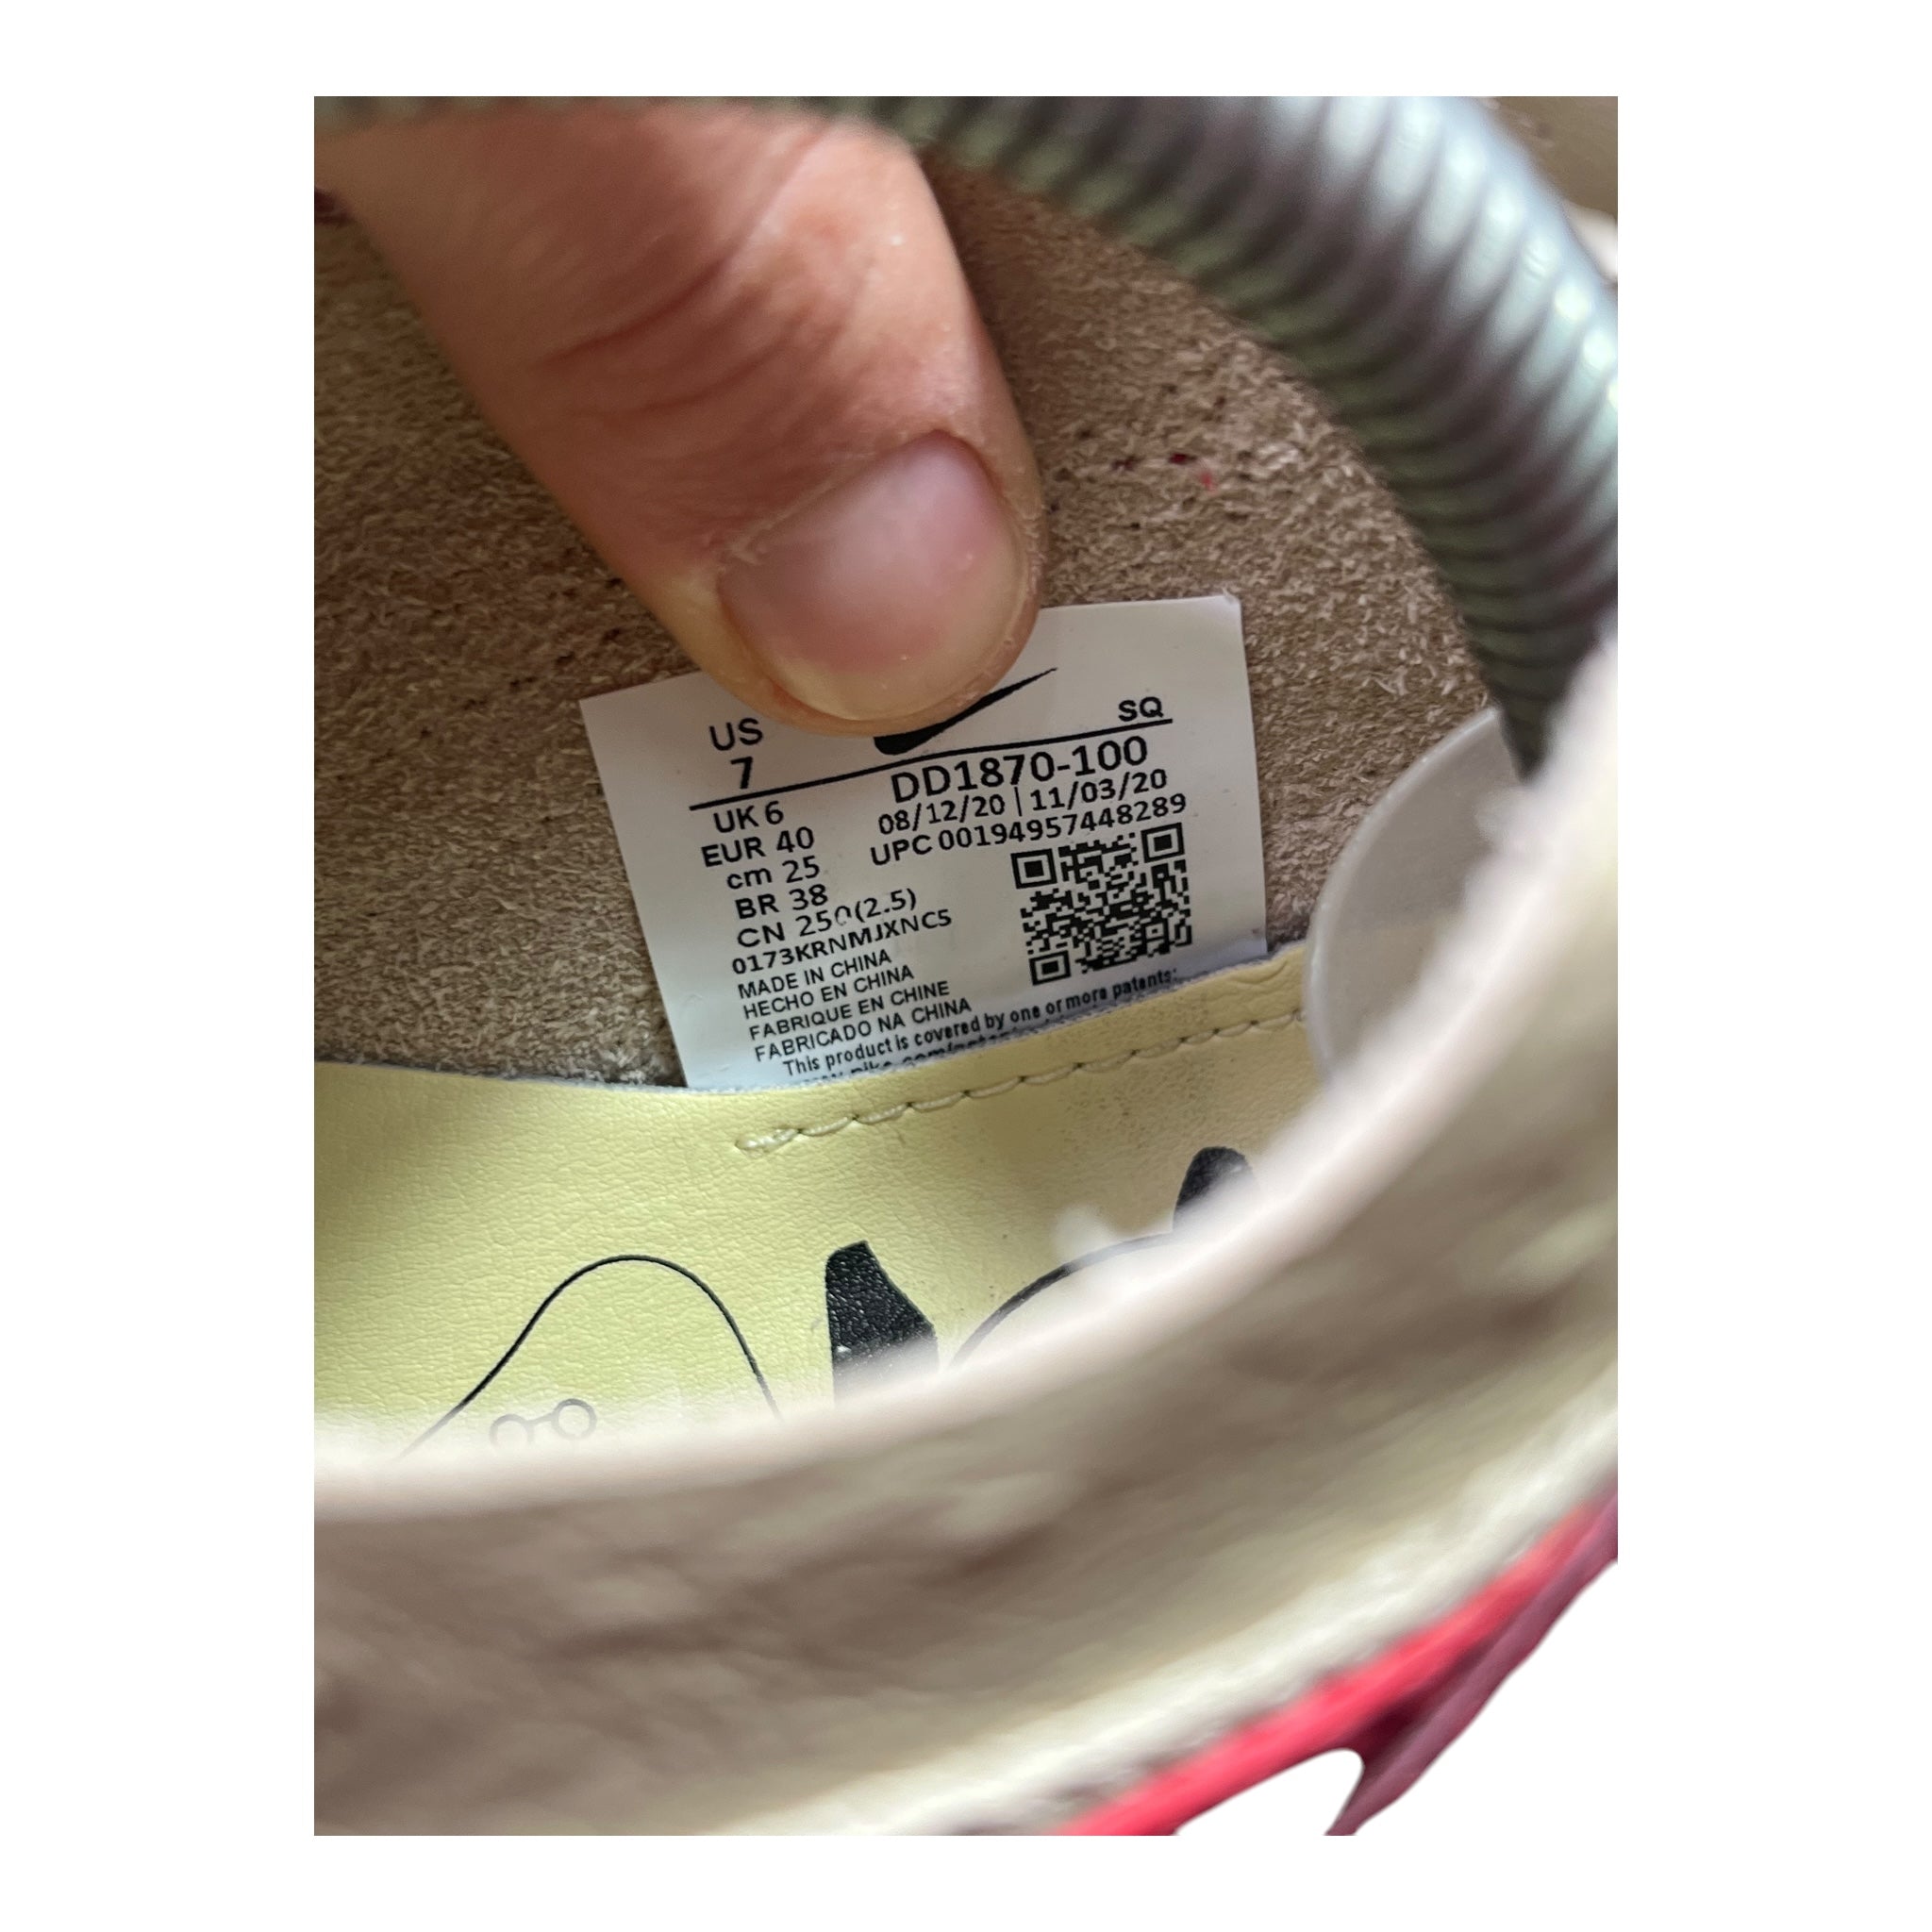 US
7
SQ
DD1870-100
08/12/20 | 11/03/20
UPC 00194957448289
UK 6
EUR 40
cm 25
BR 38
CN 250(2.5)
0173KRNMJXNC5
MADE IN CHINA
HECHO EN CHINA
FABRIQUE EN CHINE
FABRICADO NA CHINA
This product is covered by one or more patents: